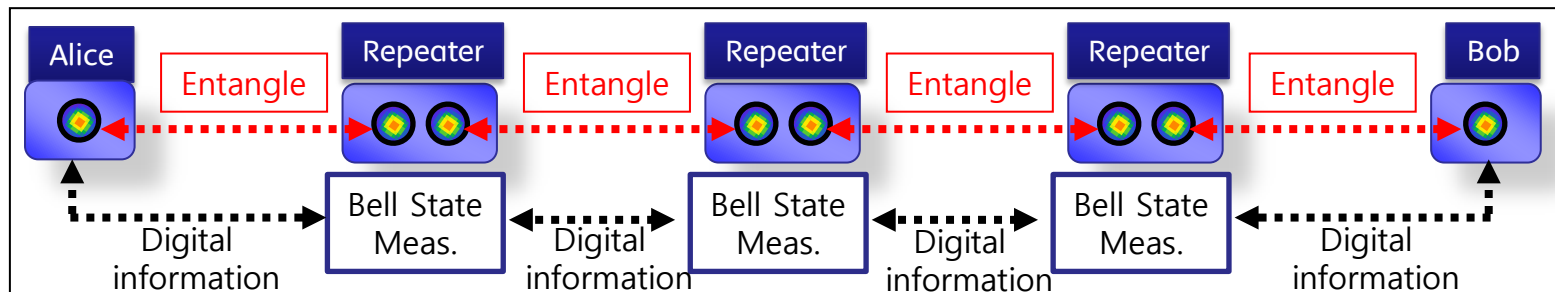 Alice
Entangle
Repeater
Entangle
Repeater
Entangle
Repeater
Entangle
Bob
Digital
information
Bell State
Meas.
Digital
information
Bell State
Meas.
Digital
information
Bell State
Meas.
Digital
information